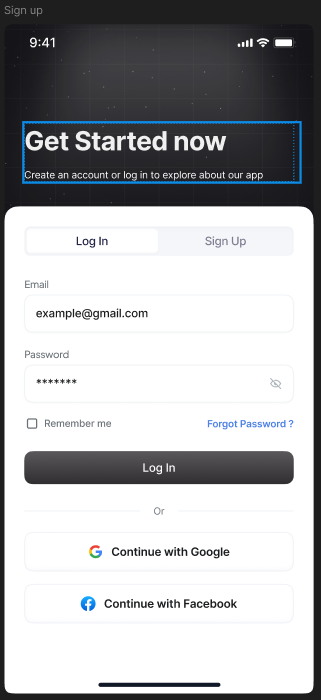 Sign up
9:41
Get Started now
Create an account or log in to explore about our app
Log In
Sign Up
Email
example@gmail.com
Password
*******
Remember me
Forgot Password ?
Log In
Or
Continue with Google
Continue with Facebook